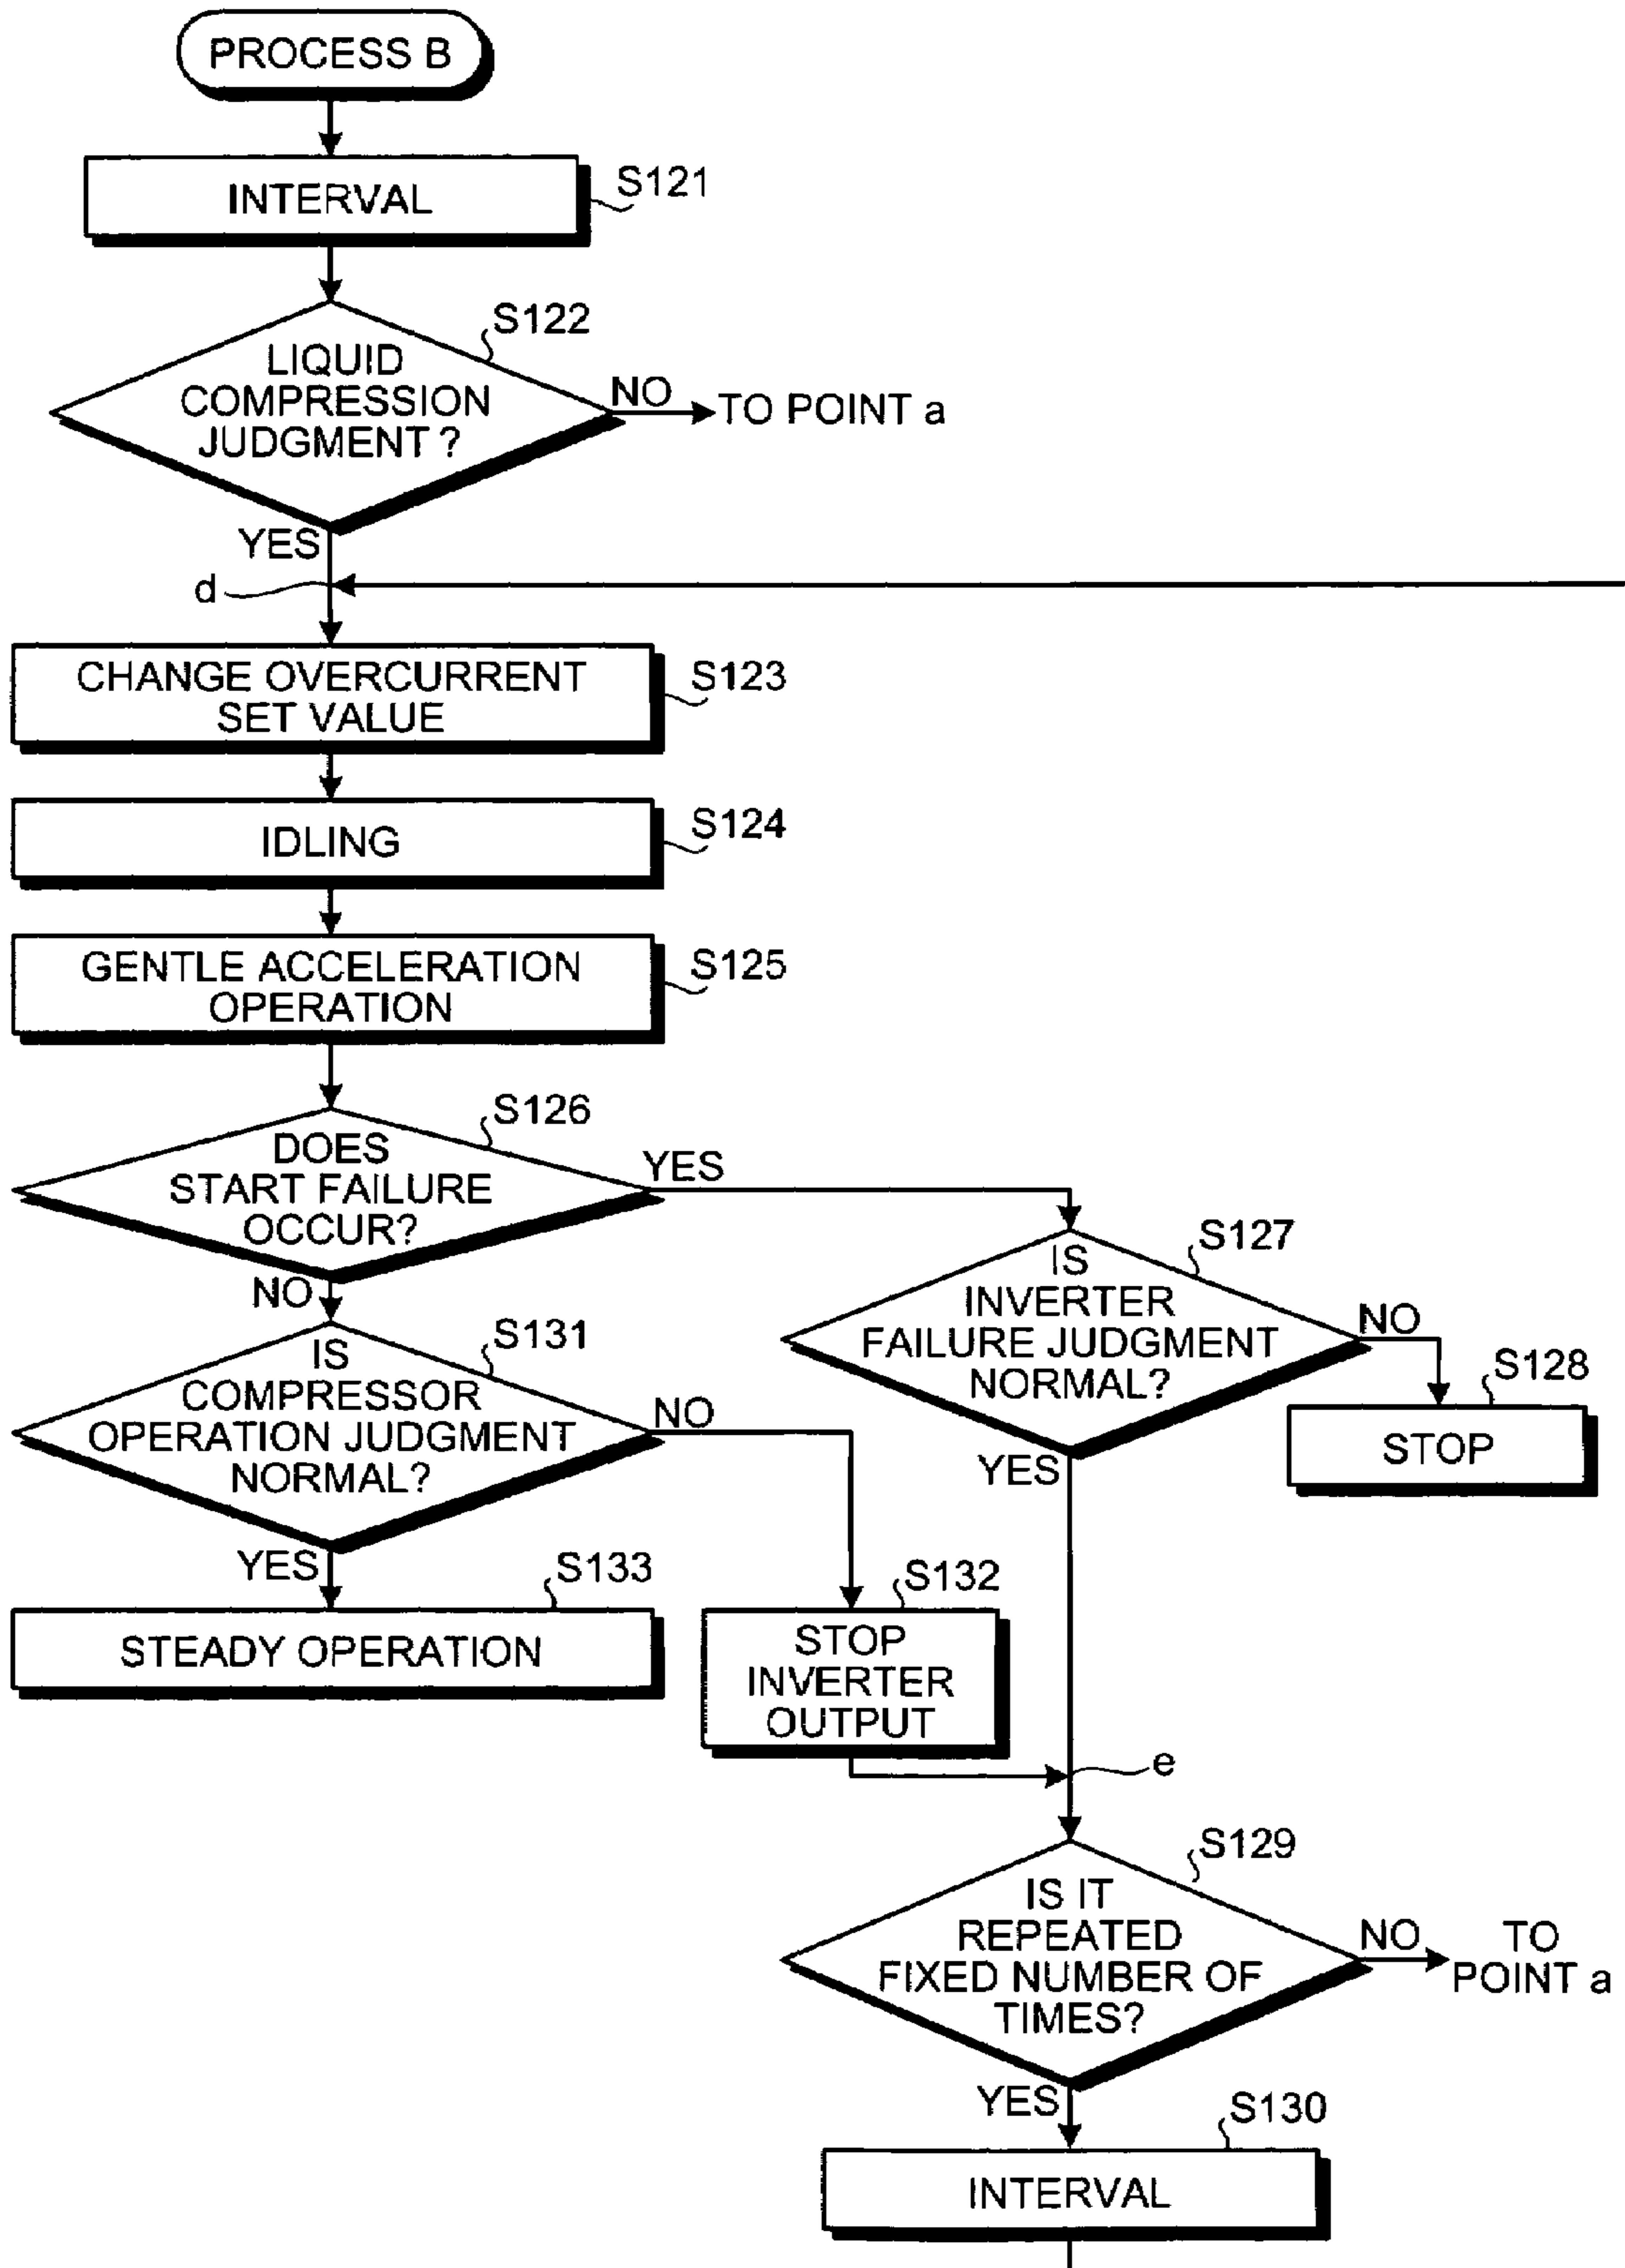 PROCESS B
INTERVAL
S121
S122
LIQUID
COMPRESSION
JUDGMENT ?
NO
TO POINT a
YES
d
CHANGE OVERCURRENT
SET VALUE
S123
IDLING
S124
GENTLE ACCELERATION
OPERATION
S125
S126
DOES
START FAILURE
OCCUR?
YES
NO
S127
IS
INVERTER
FAILURE JUDGMENT
NORMAL?
NO
YES
S128
STOP
S131
IS
COMPRESSOR
OPERATION JUDGMENT
NORMAL?
NO
YES
S133
STEADY OPERATION
S132
STOP
INVERTER
OUTPUT
e
S129
IS IT
REPEATED
FIXED NUMBER OF
TIMES?
NO
TO
POINT a
YES
S130
INTERVAL